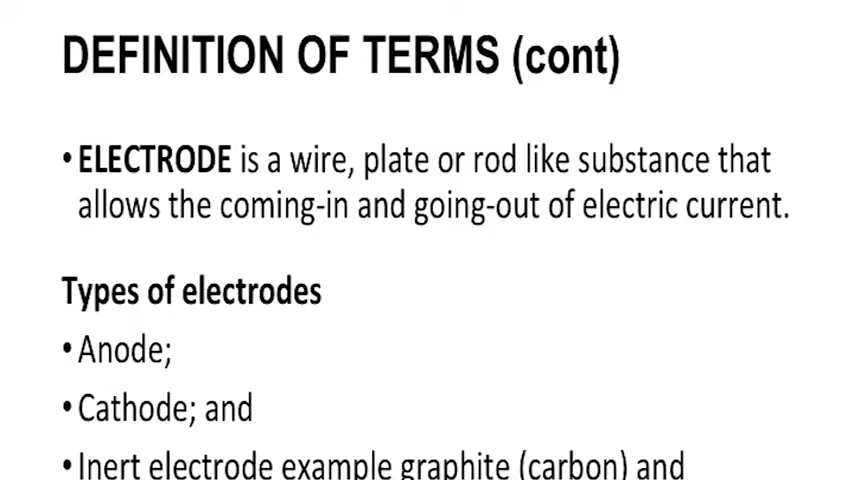 DEFINITION OF TERMS (cont)
• ELECTRODE is a wire, plate or rod like substance that
allows the coming-in and going-out of electric current.
Types of electrodes
• Anode;
• Cathode; and
• Inert electrode example graphite (carbon) and